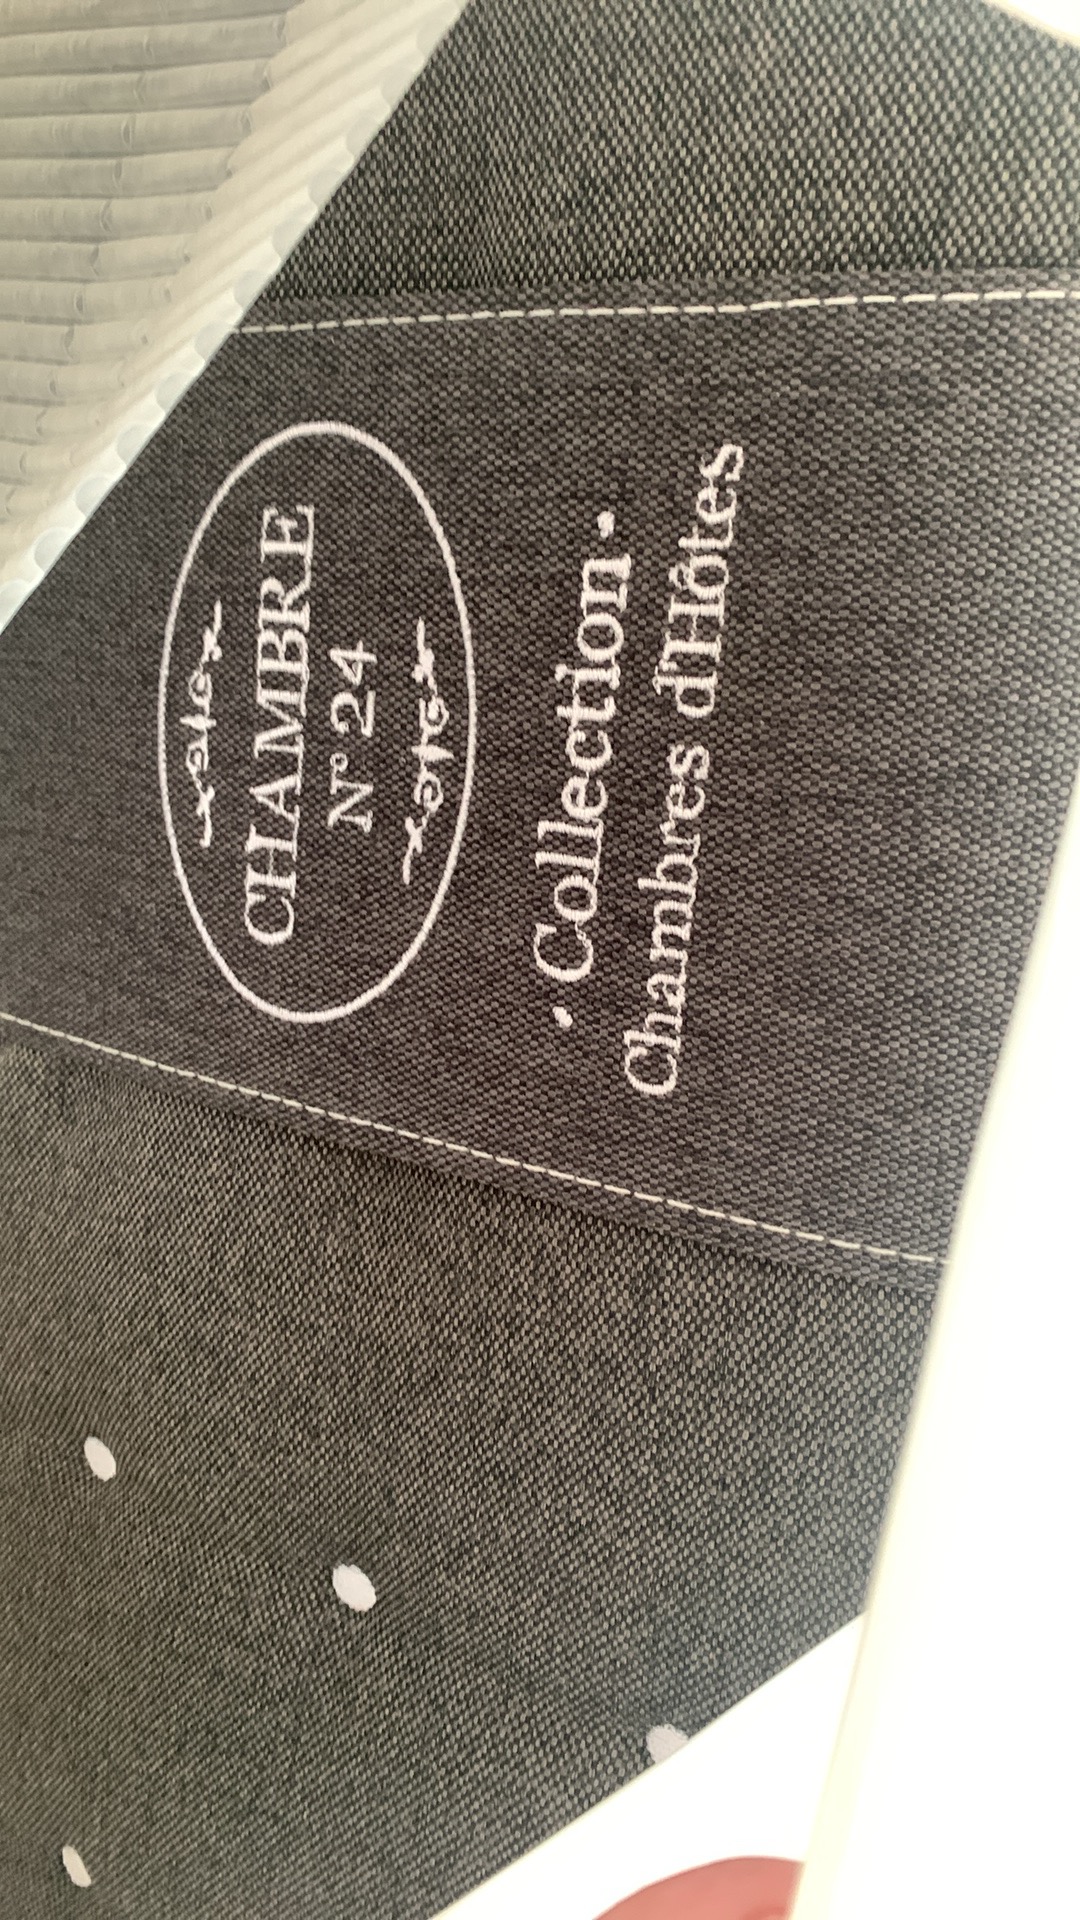 CHAMBRE
N° 24
• Collection •
Chambres d'Hôtes